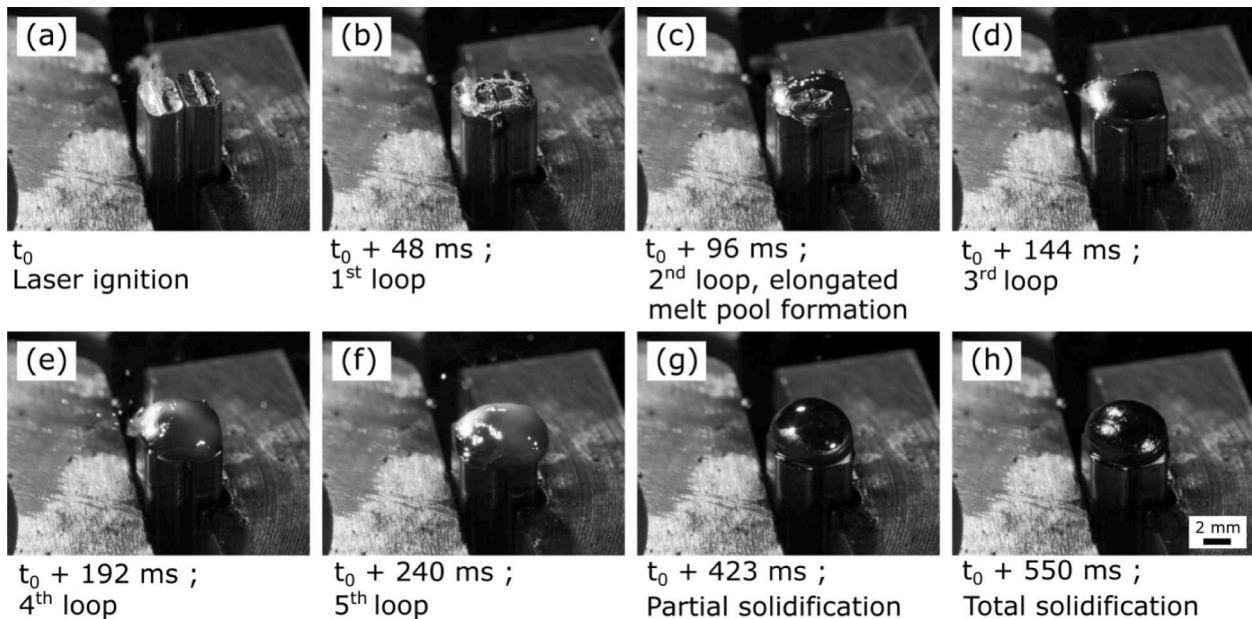 (a)
(b)
(c)
(d)
t₀
Laser ignition
t₀ + 48 ms ;
1ˢᵗ loop
t₀ + 96 ms ;
2ⁿᵈ loop, elongated
melt pool formation
t₀ + 144 ms ;
3ʳᵈ loop
(e)
(f)
(g)
(h)
2 mm
t₀ + 192 ms ;
4ᵗʰ loop
t₀ + 240 ms ;
5ᵗʰ loop
t₀ + 423 ms ;
Partial solidification
t₀ + 550 ms ;
Total solidification